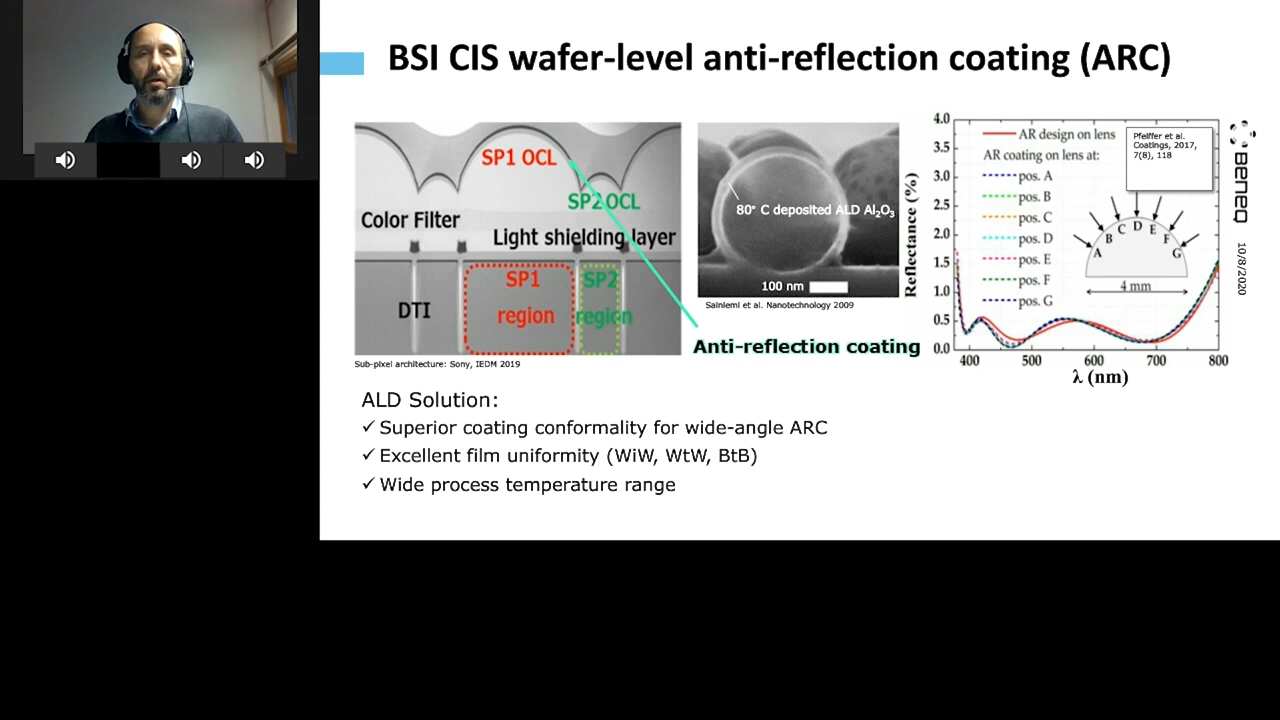 BSI CIS wafer-level anti-reflection coating (ARC)
SP1 OCL
SP2 OCL
Color Filter
Light shielding layer
SP1
region
SP2
region
DTI
Sub-pixel architecture: Sony, IEDM 2019
80° C deposited ALD Al₂O₃
100 nm
Sainiemi et al. Nanotechnology 2009
Anti-reflection coating
Reflectance (%)
4.0
3.5
3.0
2.5
2.0
1.5
1.0
0.5
0.0
400 500 600 700 800
λ (nm)
AR design on lens
AR coating on lens at:
pos. A
pos. B
pos. C
pos. D
pos. E
pos. F
pos. G
Pfeiffer et al.
Coatings, 2017,
7(8), 118
A B C D E F G
4 mm
BENEQ
10/8/2020
ALD Solution:
✓ Superior coating conformality for wide-angle ARC
✓ Excellent film uniformity (WiW, WtW, BtB)
✓ Wide process temperature range